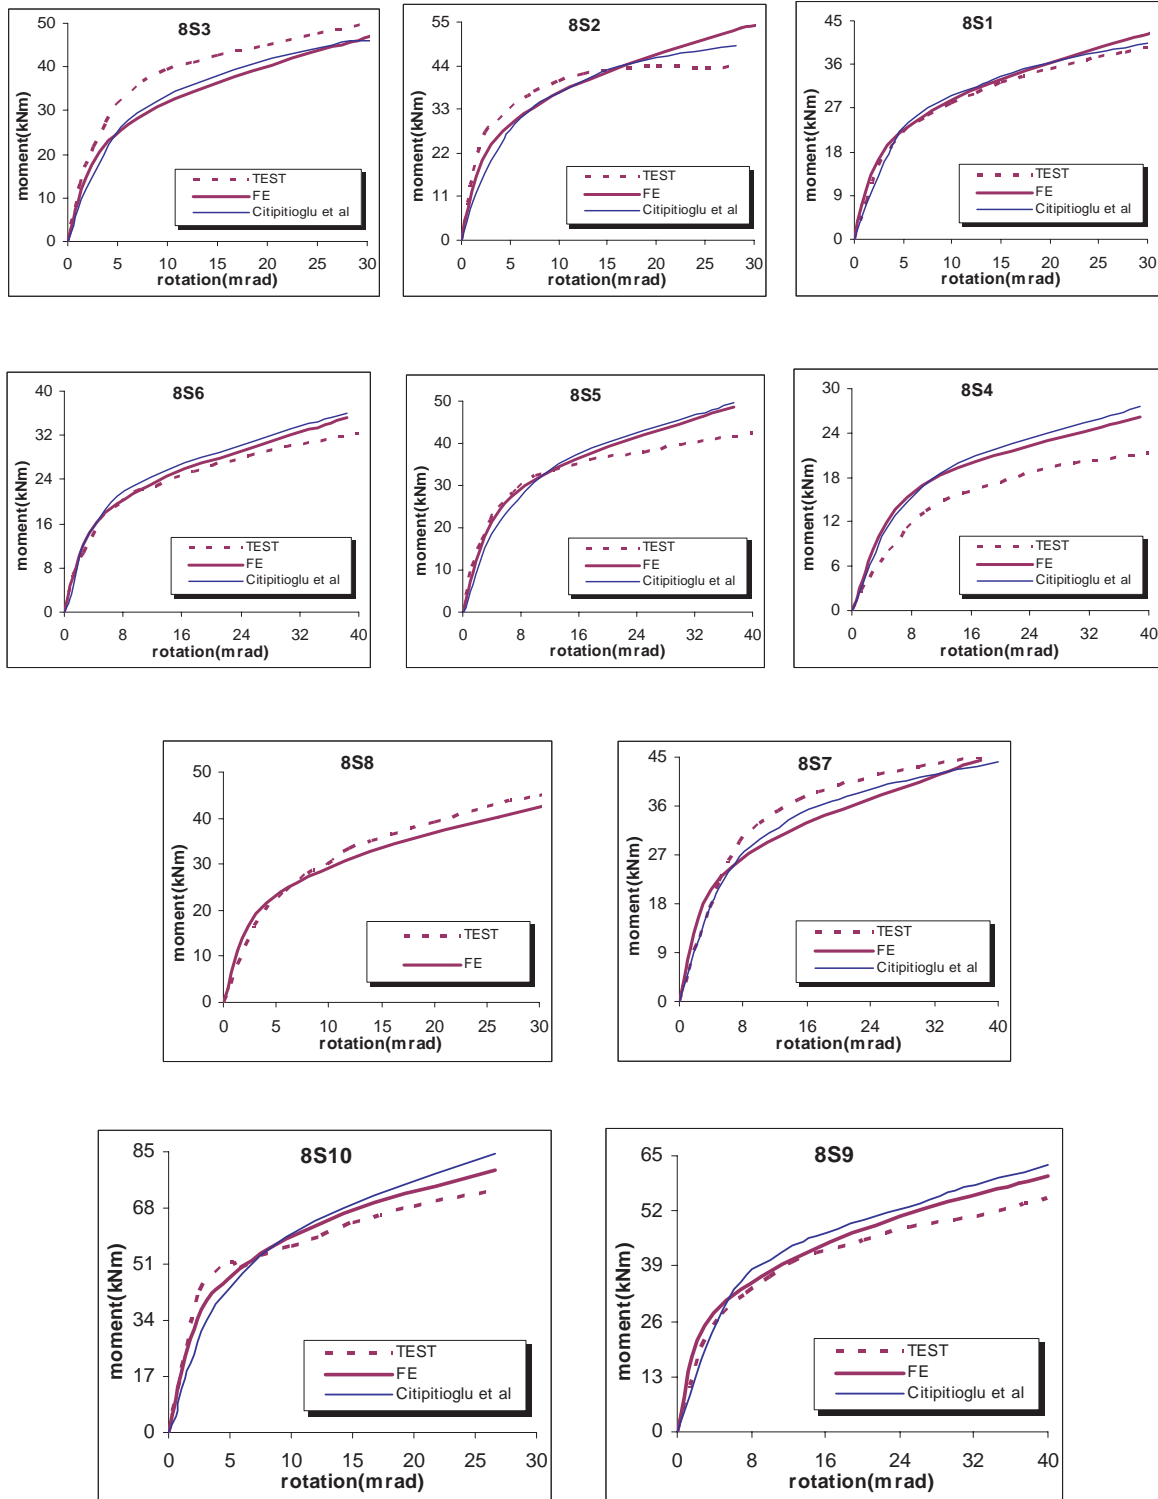 8S3
moment(kNm)
50
40
30
20
10
0
TEST
FE
Citipitioglu et al
0 5 10 15 20 25 30
rotation(mrad)
8S2
moment(kNm)
55
44
33
22
11
0
TEST
FE
Citipitioglu et al
0 5 10 15 20 25 30
rotation(mrad)
8S1
moment(kNm)
45
36
27
18
9
0
TEST
FE
Citipitioglu et al
0 5 10 15 20 25 30
rotation(mrad)
8S6
moment(kNm)
40
32
24
16
8
0
TEST
FE
Citipitioglu et al
0 8 16 24 32 40
rotation(mrad)
8S5
moment(kNm)
50
40
30
20
10
0
TEST
FE
Citipitioglu et al
0 8 16 24 32 40
rotation(mrad)
8S4
moment(kNm)
30
24
18
12
6
0
TEST
FE
Citipitioglu et al
0 8 16 24 32 40
rotation(mrad)
8S8
moment(kNm)
50
40
30
20
10
0
TEST
FE
0 5 10 15 20 25 30
rotation(mrad)
8S7
moment(kNm)
45
36
27
18
9
0
TEST
FE
Citipitioglu et al
0 8 16 24 32 40
rotation(mrad)
8S10
moment(kNm)
85
68
51
34
17
0
TEST
FE
Citipitioglu et al
0 5 10 15 20 25 30
rotation(mrad)
8S9
moment(kNm)
65
52
39
26
13
0
TEST
FE
Citipitioglu et al
0 8 16 24 32 40
rotation(mrad)